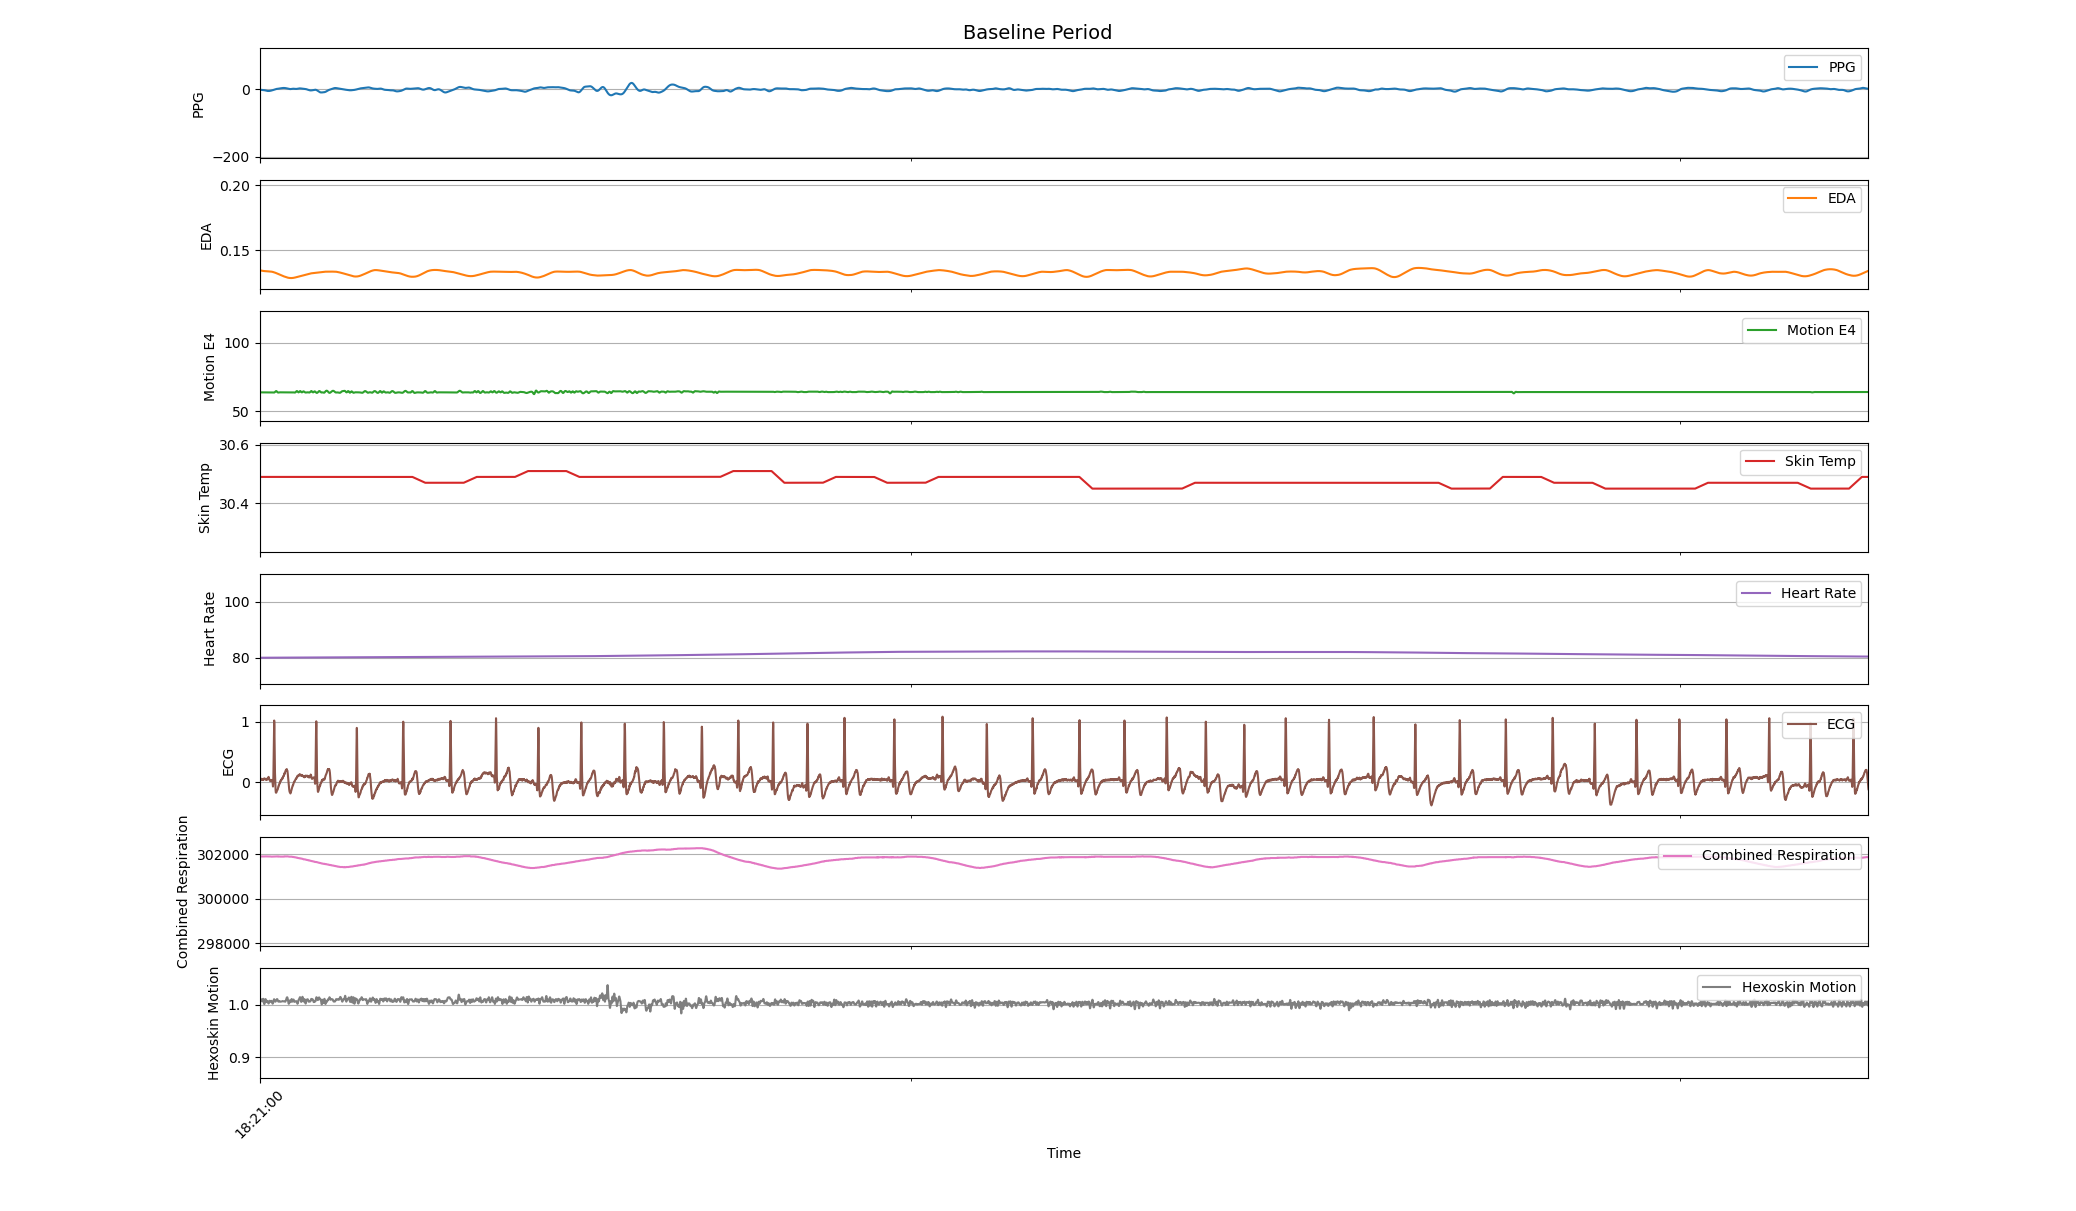 Baseline Period
PPG
0
−200
PPG
EDA
0.20
0.15
EDA
Motion E4
100
50
Motion E4
Skin Temp
30.6
30.4
Skin Temp
Heart Rate
100
80
Heart Rate
ECG
1
0
ECG
Combined Respiration
302000
300000
298000
Combined Respiration
Hexoskin Motion
1.0
0.9
Hexoskin Motion
18:21:00
Time